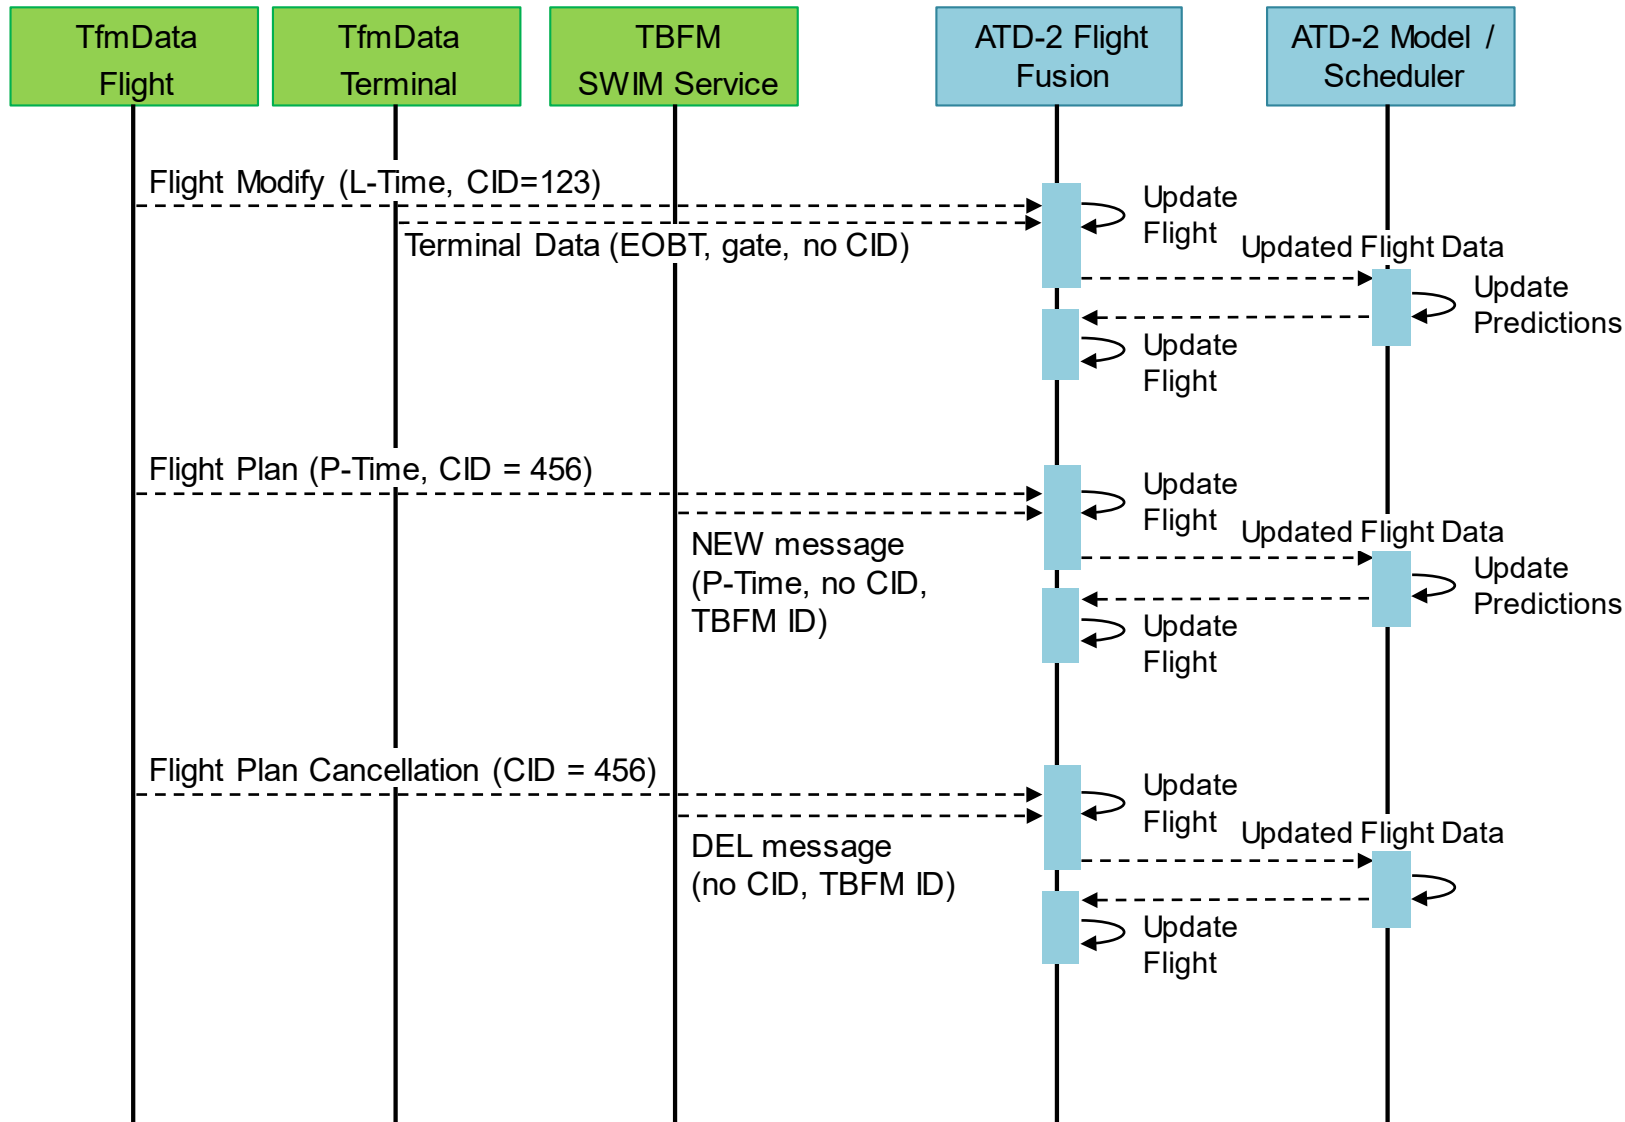 TfmData
Flight
TfmData
Terminal
TBFM
SWIM Service
ATD-2 Flight
Fusion
ATD-2 Model /
Scheduler
Flight Modify (L-Time, CID=123)
Terminal Data (EOBT, gate, no CID)
Update
Flight
Updated Flight Data
Update
Predictions
Update
Flight
Flight Plan (P-Time, CID = 456)
NEW message
(P-Time, no CID,
TBFM ID)
Update
Flight
Updated Flight Data
Update
Predictions
Update
Flight
Flight Plan Cancellation (CID = 456)
DEL message
(no CID, TBFM ID)
Update
Flight
Updated Flight Data
Update
Flight